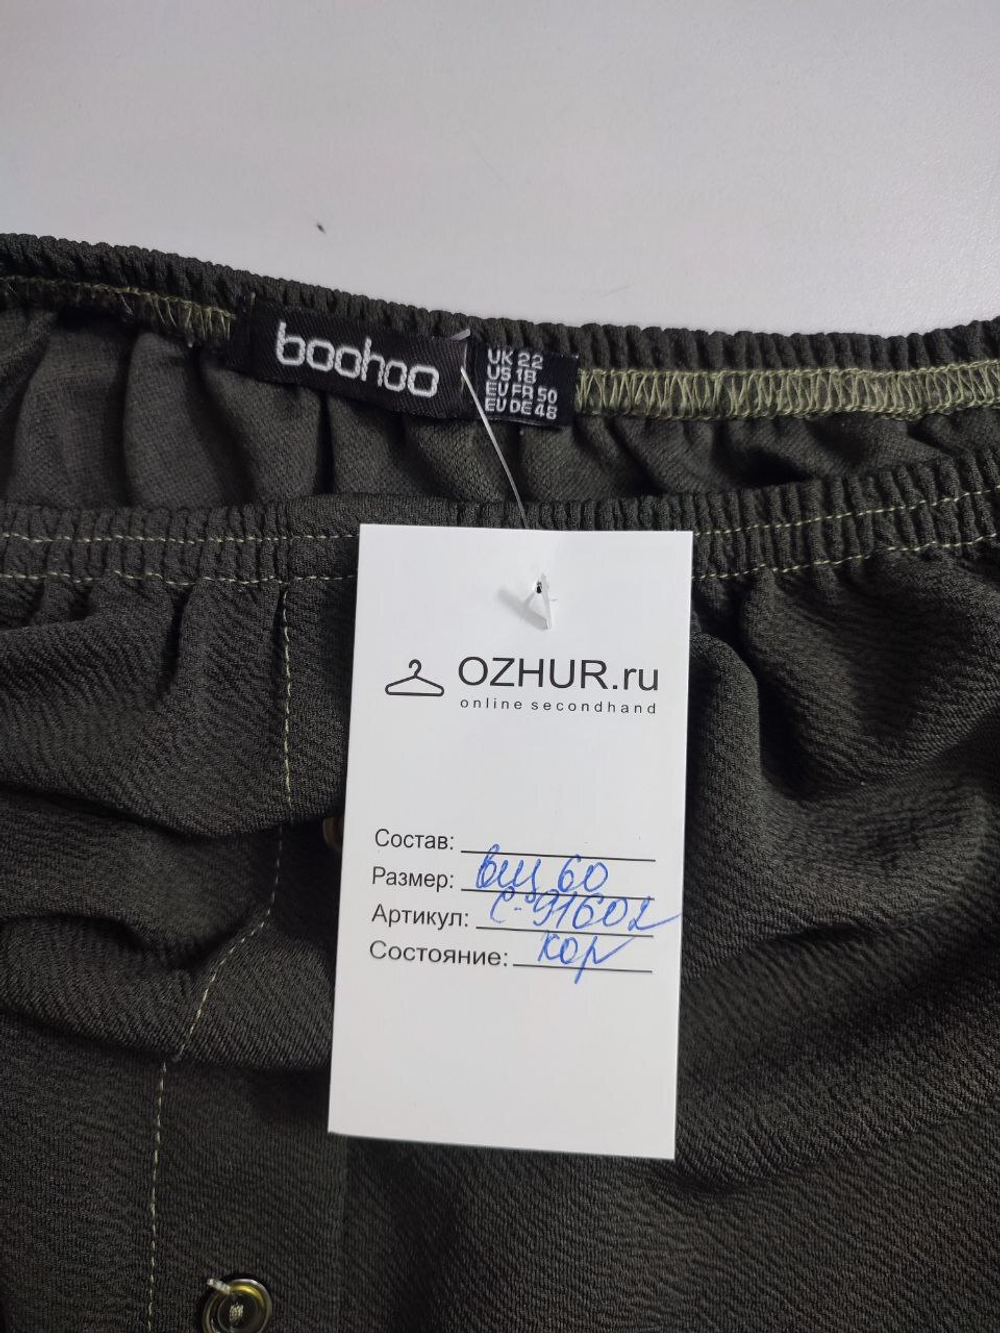 boohoo
UK 22
US 18
EU FR 50
EU DE 48
OZHUR.ru
online secondhand
Состав:
Размер: 60
Артикул: С-91602
Состояние: хор